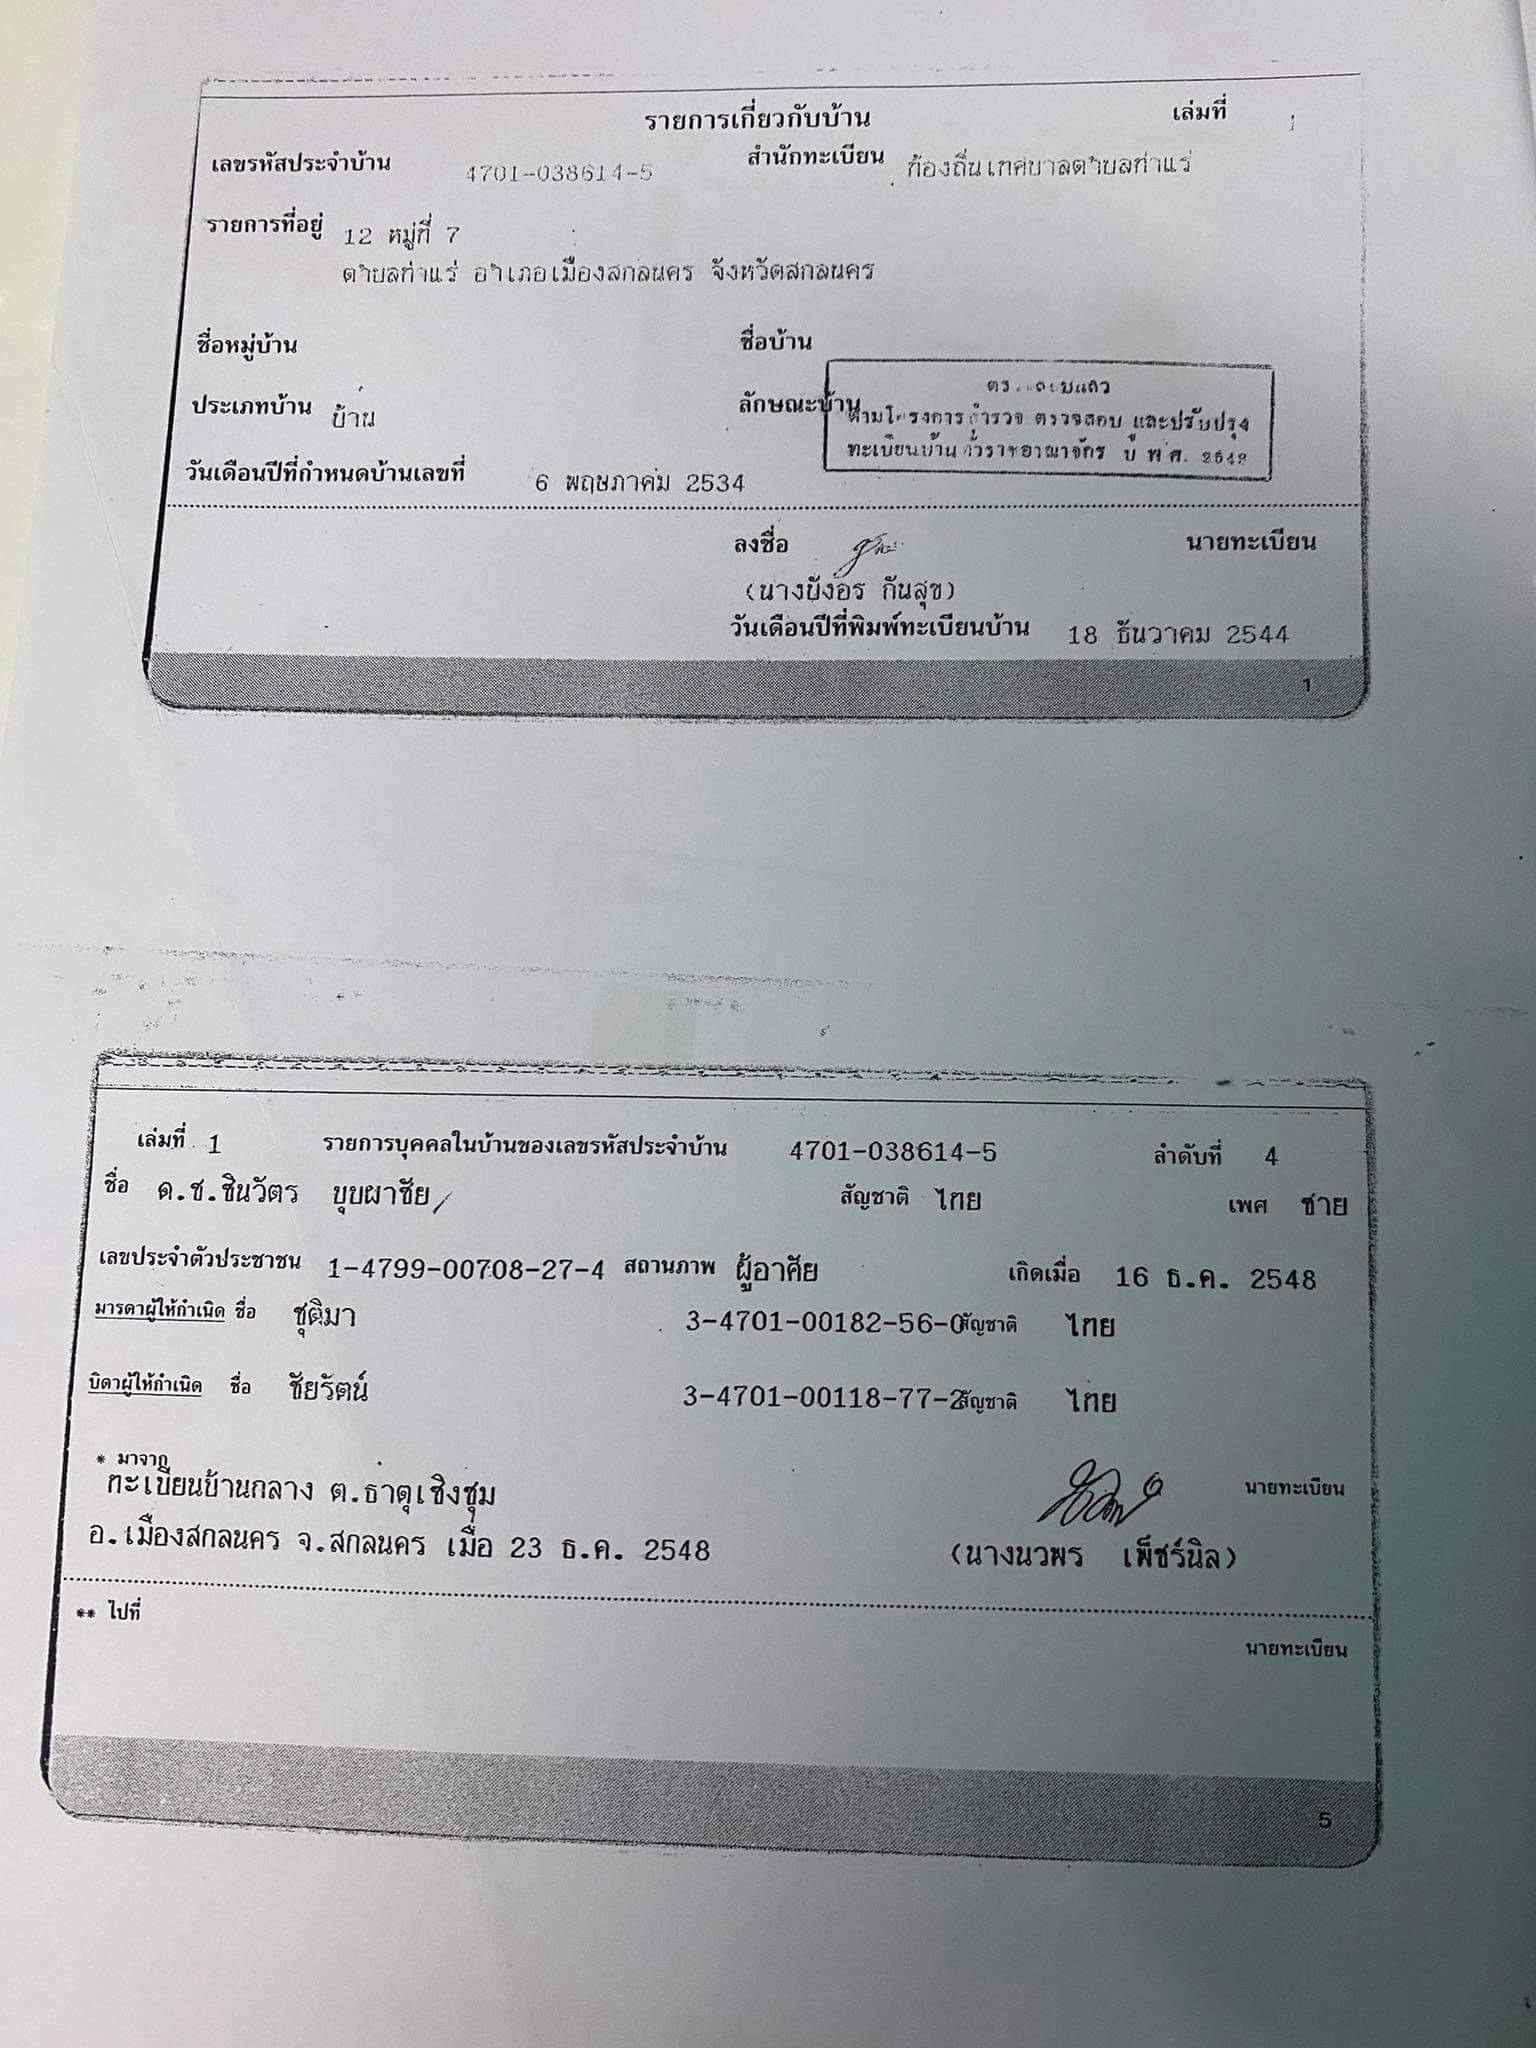 รายการเกี่ยวกับบ้าน เล่มที่ 1
เลขรหัสประจำบ้าน 4701-038614-5 สำนักทะเบียน ท้องถิ่นเทศบาลตำบลท่าแร่
รายการที่อยู่ 12 หมู่ที่ 7
ตำบลท่าแร่ อำเภอเมืองสกลนคร จังหวัดสกลนคร
ชื่อหมู่บ้าน ชื่อบ้าน
ประเภทบ้าน บ้าน ลักษณะบ้าน
ตามโครงการสำรวจ ตรวจสอบ และปรับปรุง
ทะเบียนบ้านทั่วราชอาณาจักร ปี พ.ศ. 2542
วันเดือนปีที่กำหนดบ้านเลขที่ 6 พฤษภาคม 2534
ลงชื่อ นายทะเบียน
(นางบังอร กันสุข)
วันเดือนปีที่พิมพ์ทะเบียนบ้าน 18 ธันวาคม 2544
1
เล่มที่ 1 รายการบุคคลในบ้านของเลขรหัสประจำบ้าน 4701-038614-5 ลำดับที่ 4
ชื่อ ด.ช.ชินวัตร บุบผาชัย สัญชาติ ไทย เพศ ชาย
เลขประจำตัวประชาชน 1-4799-00708-27-4 สถานภาพ ผู้อาศัย เกิดเมื่อ 16 ธ.ค. 2548
มารดาผู้ให้กำเนิด ชื่อ ชุติมา 3-4701-00182-56-0 สัญชาติ ไทย
บิดาผู้ให้กำเนิด ชื่อ ชัยรัตน์ 3-4701-00118-77-2 สัญชาติ ไทย
* มาจาก
ทะเบียนบ้านกลาง ต.ธาตุเชิงชุม นายทะเบียน
อ.เมืองสกลนคร จ.สกลนคร เมื่อ 23 ธ.ค. 2548 (นางนวพร เพ็ชร์นิล)
** ไปที่
นายทะเบียน
5